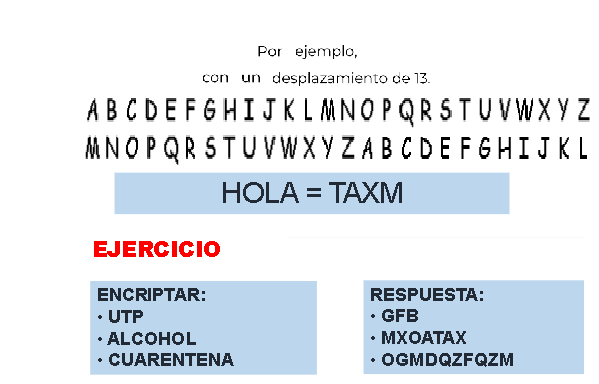 Por ejemplo,
con un desplazamiento de 13.
A B C D E F G H I J K L M N O P Q R S T U V W X Y Z
M N O P Q R S T U V W X Y Z A B C D E F G H I J K L
HOLA = TAXM
EJERCICIO
ENCRIPTAR:
• UTP
• ALCOHOL
• CUARENTENA
RESPUESTA:
• GFB
• MXOATAX
• OGMDQZFQZM